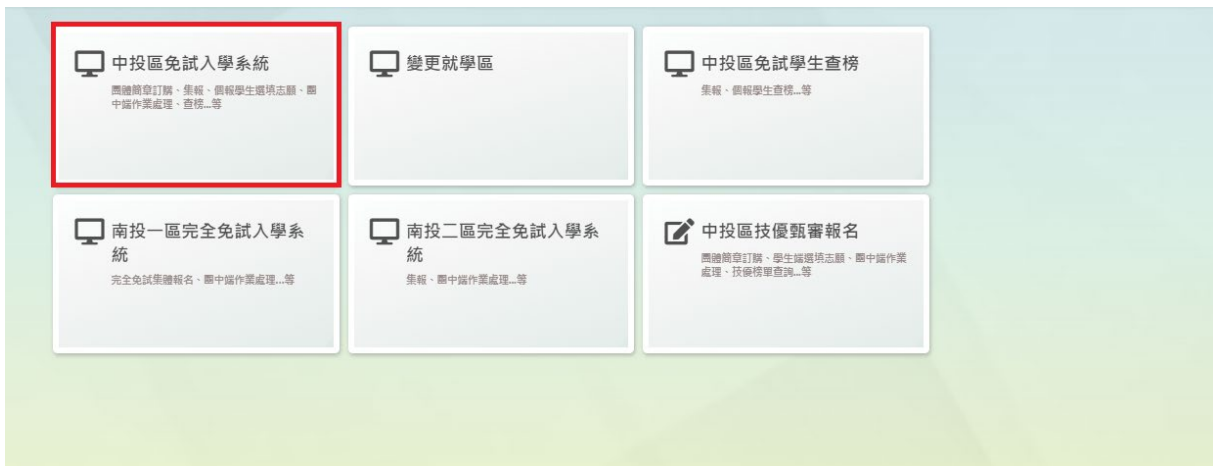 中投區免試入學系統
團體簡章訂購、集報、個報學生選填志願、國
中端作業處理、查榜...等
變更就學區
中投區免試學生查榜
集報、個報學生查榜...等
南投一區完全免試入學系
統
完全免試集體報名、國中端作業處理...等
南投二區完全免試入學系
統
集報、國中端作業處理...等
中投區技優甄審報名
團體簡章訂購、學生端選填志願、國中端作業
處理、技優榜單查詢...等